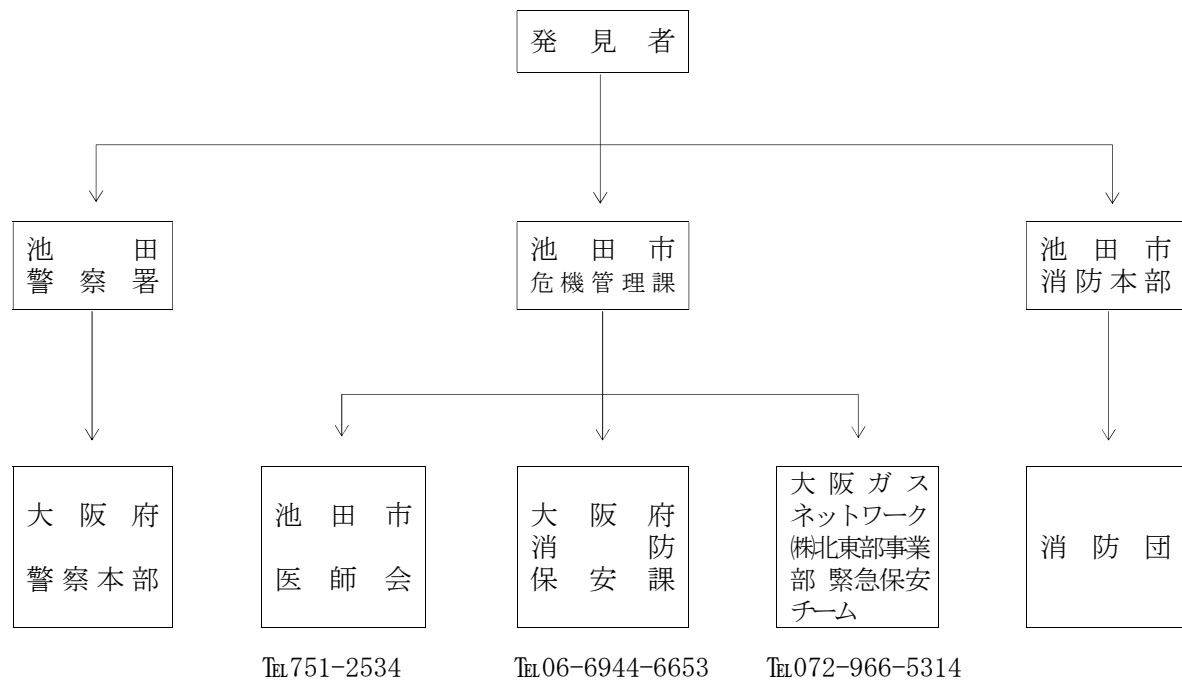 発見者
池田
警察署
池田市
危機管理課
池田市
消防本部
大阪府
警察本部
池田市
医師会
大阪府
消防
保安課
大阪ガス
ネットワーク
㈱北東部事業
部 緊急保安
チーム
消防団
℡751-2534
℡06-6944-6653
℡072-966-5314